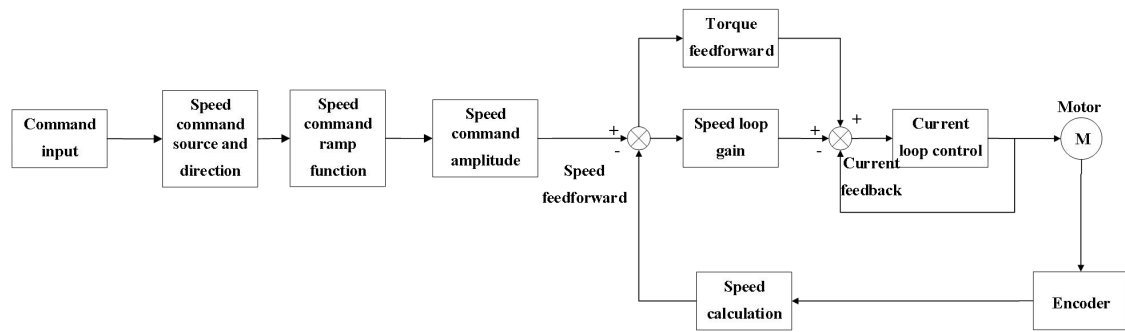 Command
input
Speed
command
source and
direction
Speed
command
ramp
function
Speed
command
amplitude
+
-
Speed
feedforward
Torque
feedforward
Speed loop
gain
+
-
+
Current
feedback
Current
loop control
Motor
M
Speed
calculation
Encoder